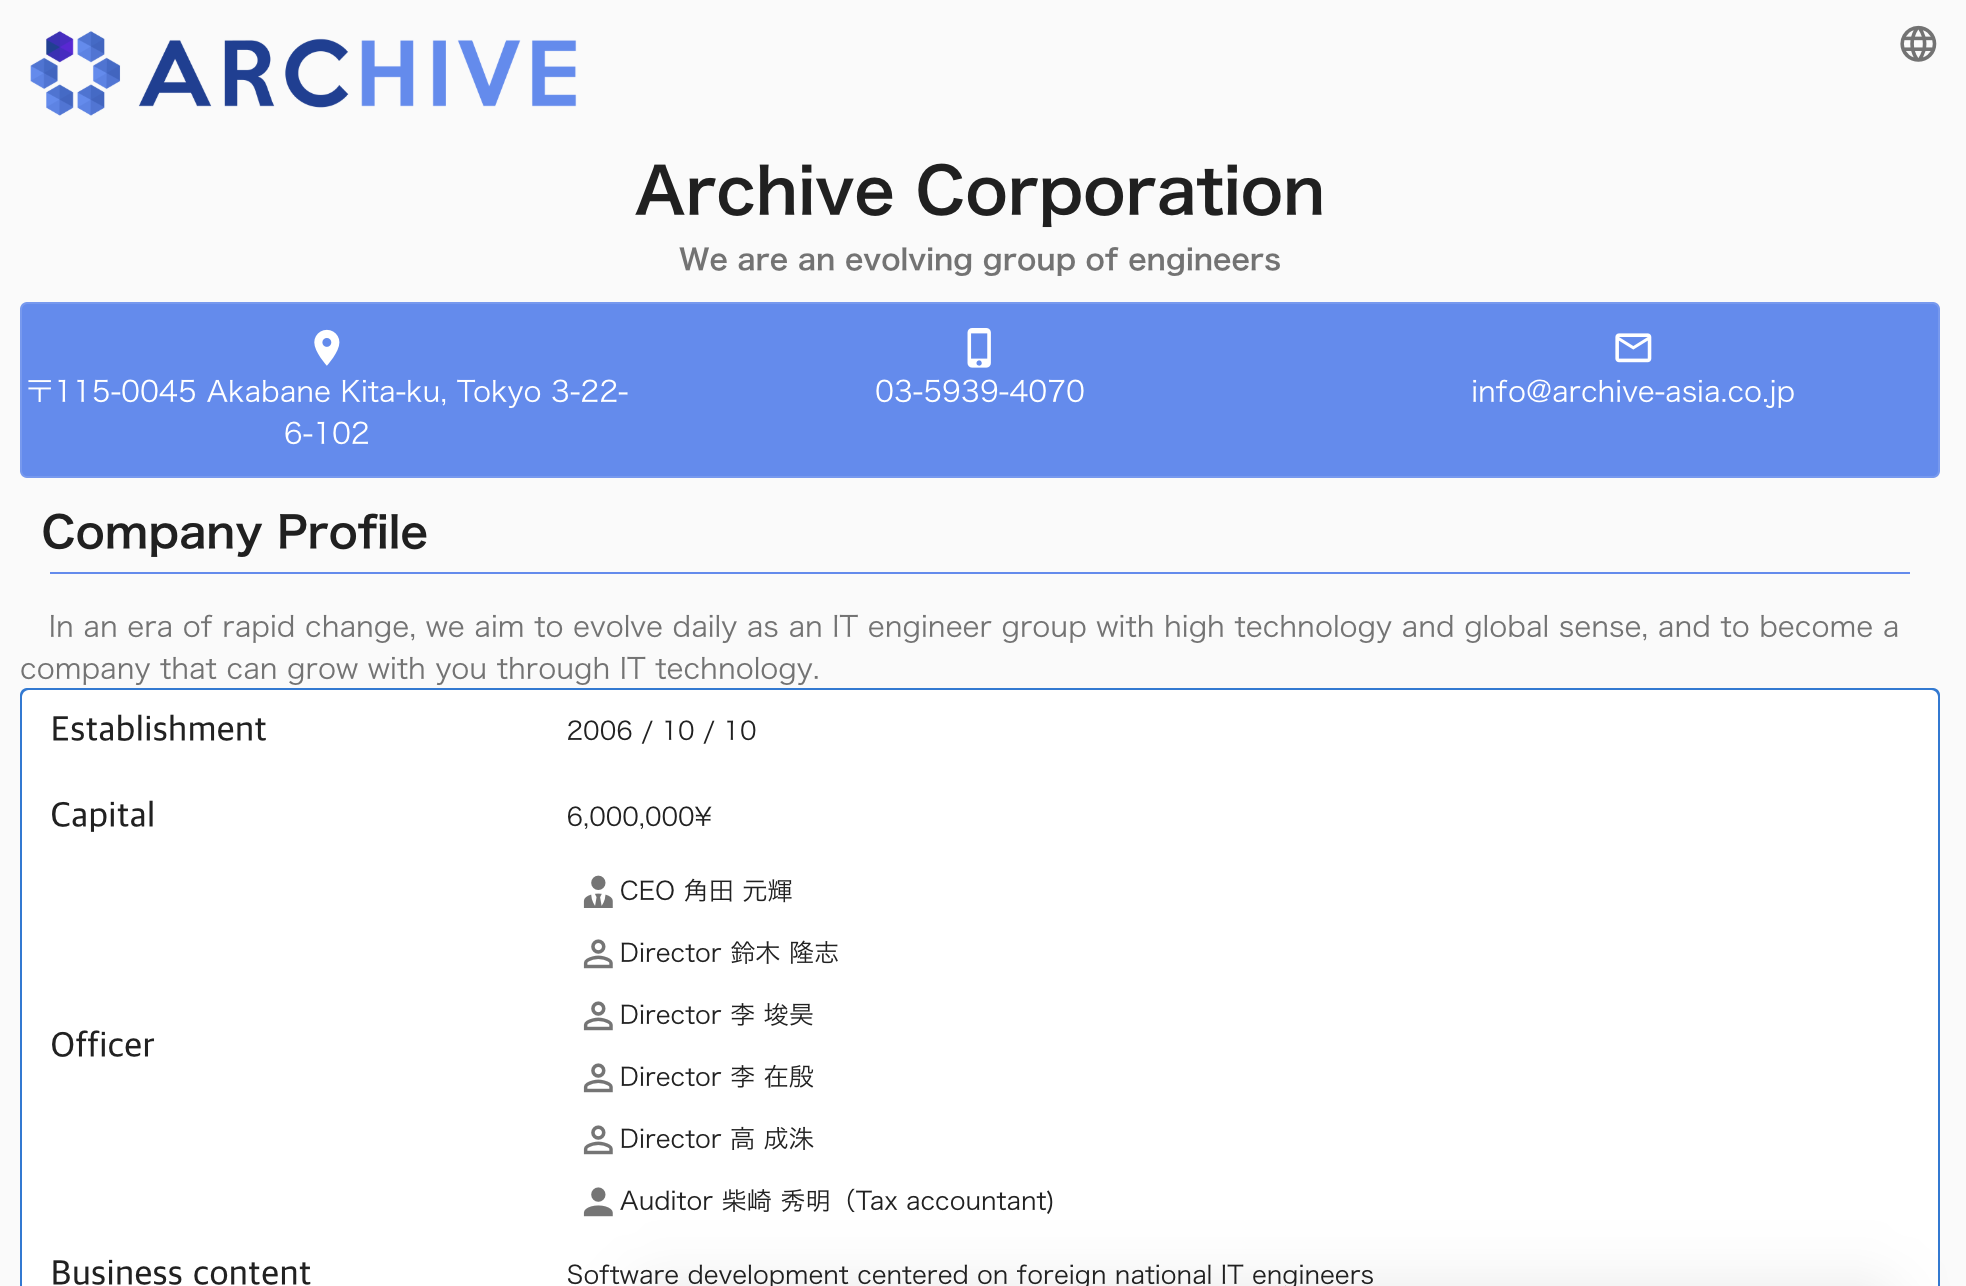 ARCHIVE
Archive Corporation
We are an evolving group of engineers
〒115-0045 Akabane Kita-ku, Tokyo 3-22-
6-102
03-5939-4070
info@archive-asia.co.jp
Company Profile
In an era of rapid change, we aim to evolve daily as an IT engineer group with high technology and global sense, and to become a
company that can grow with you through IT technology.
Establishment
2006 / 10 / 10
Capital
6,000,000¥
Officer
CEO 角田 元輝
Director 鈴木 隆志
Director 李 埈昊
Director 李 在殷
Director 高 成洙
Auditor 柴崎 秀明（Tax accountant)
Business content
Software development centered on foreign national IT engineers